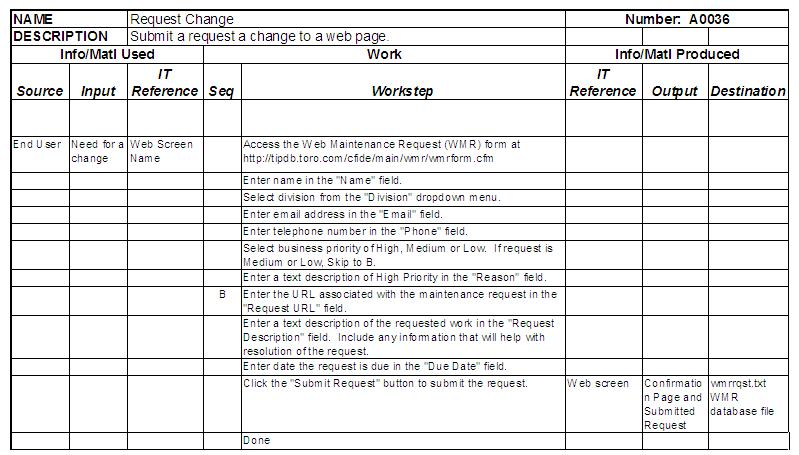 NAME Request Change Number: A0036
DESCRIPTION Submit a request a change to a web page.
Info/Matl Used Work Info/Matl Produced
IT IT
Source Input Reference Seq Workstep Reference Output Destination
End User Need for a Web Screen Access the Web Maintenance Request (WMR) form at
change Name http://tipdb.toro.com/cfide/main/wmr/wmrform.cfm
Enter name in the "Name" field.
Select division from the "Division" dropdown menu.
Enter email address in the "Email" field.
Enter telephone number in the "Phone" field.
Select business priority of High, Medium or Low. If request is
Medium or Low, Skip to B.
Enter a text description of High Priority in the "Reason" field.
B Enter the URL associated with the maintenance request in the
"Request URL" field.
Enter a text description of the requested work in the "Request
Description" field. Include any information that will help with
resolution of the request.
Enter date the request is due in the "Due Date" field.
Click the "Submit Request" button to submit the request. Web screen Confirmatio wmrrqst.txt
n Page and WMR
Submitted database file
Request
Done